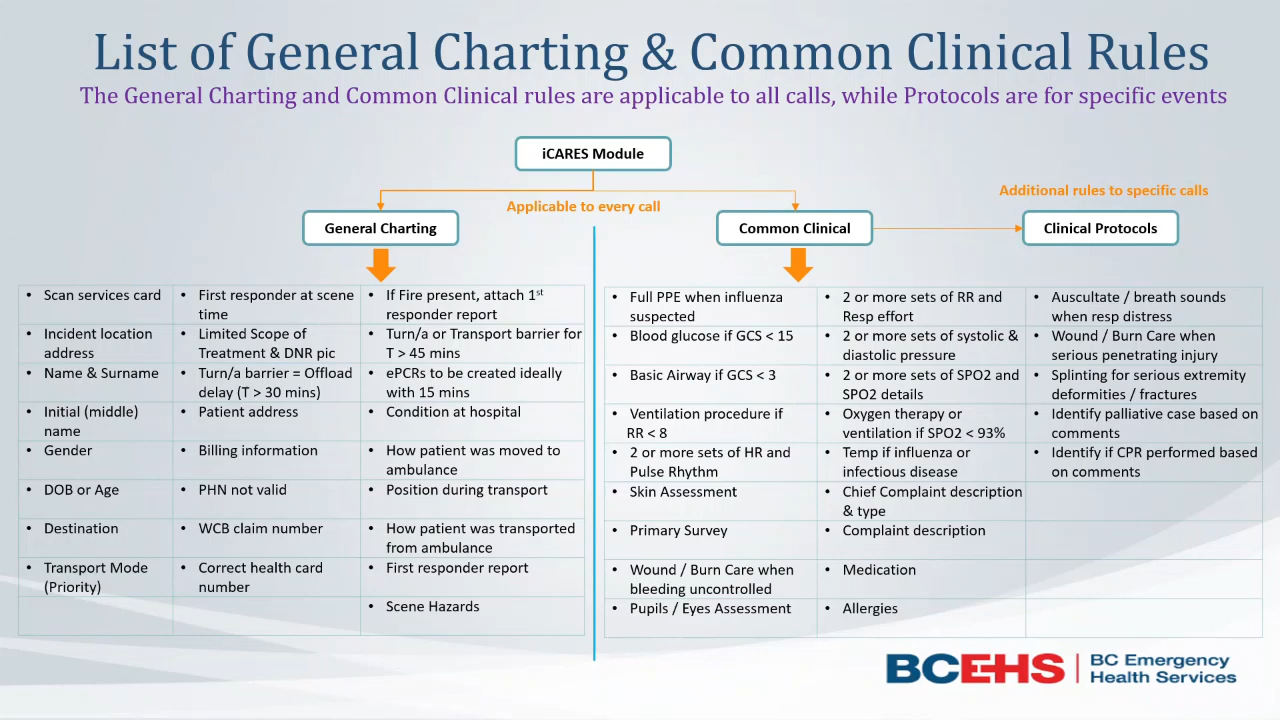 List of General Charting & Common Clinical Rules
The General Charting and Common Clinical rules are applicable to all calls, while Protocols are for specific events
iCARES Module
Additional rules to specific calls
Applicable to every call
General Charting
Common Clinical
Clinical Protocols
• Scan services card
• Incident location
address
• Name & Surname
• Initial (middle)
name
• Gender
• DOB or Age
• Destination
• Transport Mode
(Priority)
• First responder at scene
time
• Limited Scope of
Treatment & DNR pic
• Turn/a barrier = Offload
delay (T > 30 mins)
• Patient address
• Billing information
• PHN not valid
• WCB claim number
• Correct health card
number
• If Fire present, attach 1st
responder report
• Turn/a or Transport barrier for
T > 45 mins
• ePCRs to be created ideally
with 15 mins
• Condition at hospital
• How patient was moved to
ambulance
• Position during transport
• How patient was transported
from ambulance
• First responder report
• Scene Hazards
• Full PPE when influenza
suspected
• Blood glucose if GCS < 15
• Basic Airway if GCS < 3
• Ventilation procedure if
RR < 8
• 2 or more sets of HR and
Pulse Rhythm
• Skin Assessment
• Primary Survey
• Wound / Burn Care when
bleeding uncontrolled
• Pupils / Eyes Assessment
• 2 or more sets of RR and
Resp effort
• 2 or more sets of systolic &
diastolic pressure
• 2 or more sets of SPO2 and
SPO2 details
• Oxygen therapy or
ventilation if SPO2 < 93%
• Temp if influenza or
infectious disease
• Chief Complaint description
& type
• Complaint description
• Medication
• Allergies
• Auscultate / breath sounds
when resp distress
• Wound / Burn Care when
serious penetrating injury
• Splinting for serious extremity
deformities / fractures
• Identify palliative case based on
comments
• Identify if CPR performed based
on comments
BCEHS
BC Emergency
Health Services